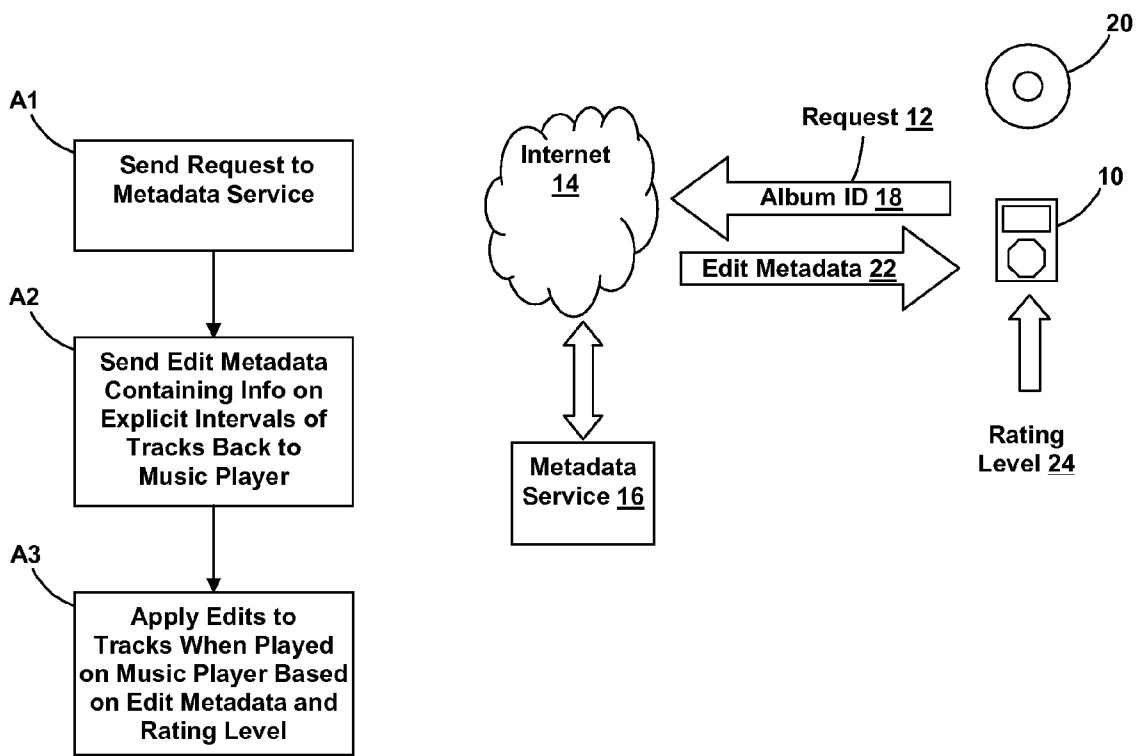 A1
Send Request to
Metadata Service
A2
Send Edit Metadata
Containing Info on
Explicit Intervals of
Tracks Back to
Music Player
A3
Apply Edits to
Tracks When Played
on Music Player Based
on Edit Metadata and
Rating Level
20
Request 12
Internet
14
Album ID 18
10
Edit Metadata 22
Metadata
Service 16
Rating
Level 24